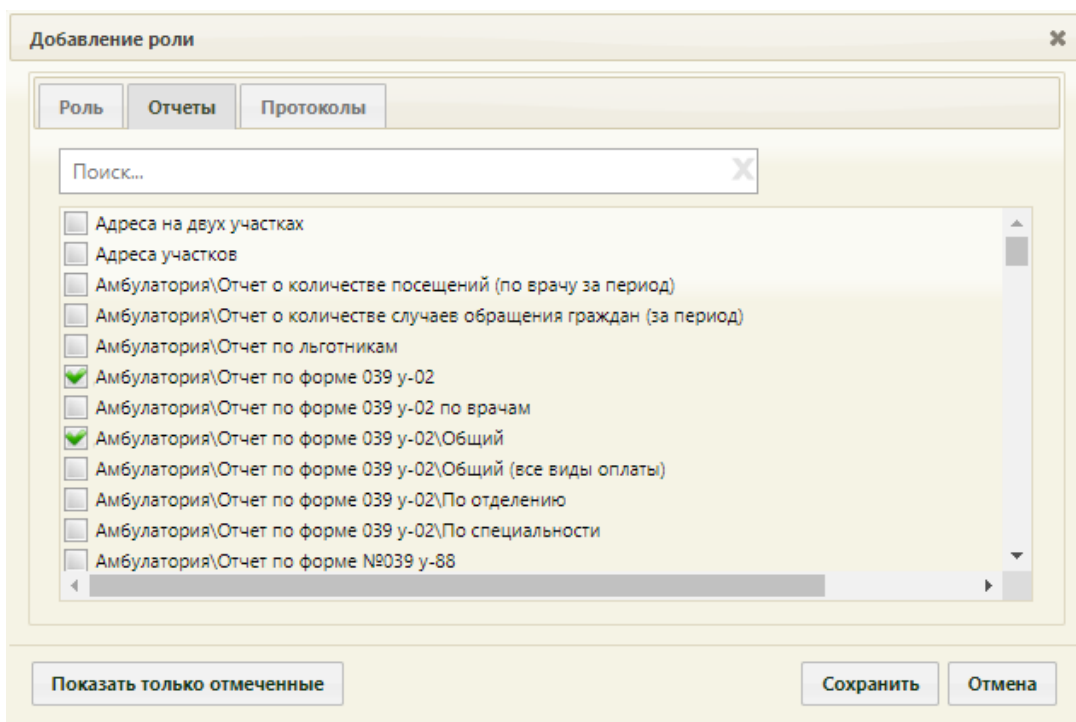 Добавление роли
Роль Отчеты Протоколы
Поиск...
Адреса на двух участках
Адреса участков
Амбулатория\Отчет о количестве посещений (по врачу за период)
Амбулатория\Отчет о количестве случаев обращения граждан (за период)
Амбулатория\Отчет по льготникам
Амбулатория\Отчет по форме 039 у-02
Амбулатория\Отчет по форме 039 у-02 по врачам
Амбулатория\Отчет по форме 039 у-02\Общий
Амбулатория\Отчет по форме 039 у-02\Общий (все виды оплаты)
Амбулатория\Отчет по форме 039 у-02\По отделению
Амбулатория\Отчет по форме 039 у-02\По специальности
Амбулатория\Отчет по форме №039 у-88
Показать только отмеченные Сохранить Отмена